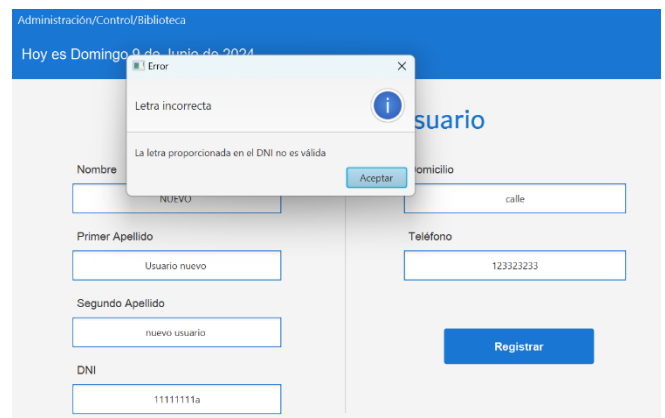 Administración/Control/Biblioteca
Hoy es Domingo 9 de Junio de 2024
Error
Letra incorrecta
La letra proporcionada en el DNI no es válida
Aceptar
suario
Nombre
NUEVO
Primer Apellido
Usuario nuevo
Segundo Apellido
nuevo usuario
DNI
11111111a
omicilio
calle
Teléfono
123323233
Registrar